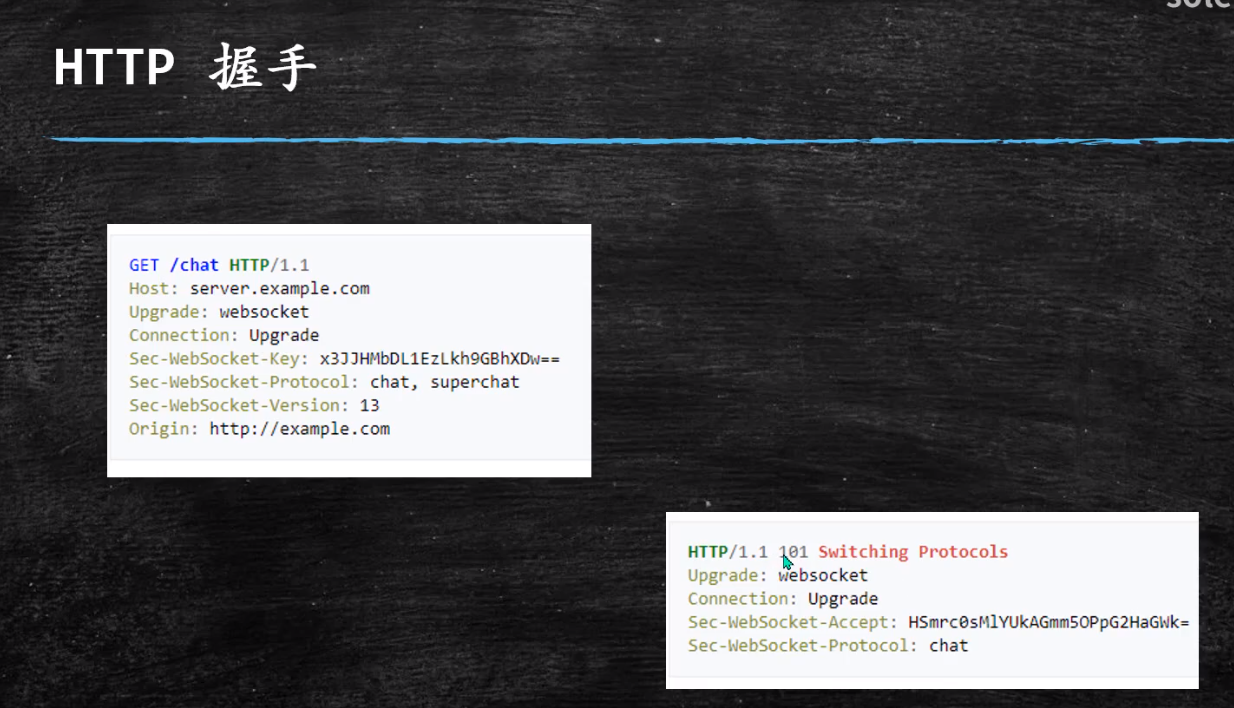 HTTP 握手
GET /chat HTTP/1.1
Host: server.example.com
Upgrade: websocket
Connection: Upgrade
Sec-WebSocket-Key: x3JJHMbDL1EzLkh9GBhXDw==
Sec-WebSocket-Protocol: chat, superchat
Sec-WebSocket-Version: 13
Origin: http://example.com
HTTP/1.1 101 Switching Protocols
Upgrade: websocket
Connection: Upgrade
Sec-WebSocket-Accept: HSmrc0sMlYUkAGmm5OPpG2HaGWk=
Sec-WebSocket-Protocol: chat